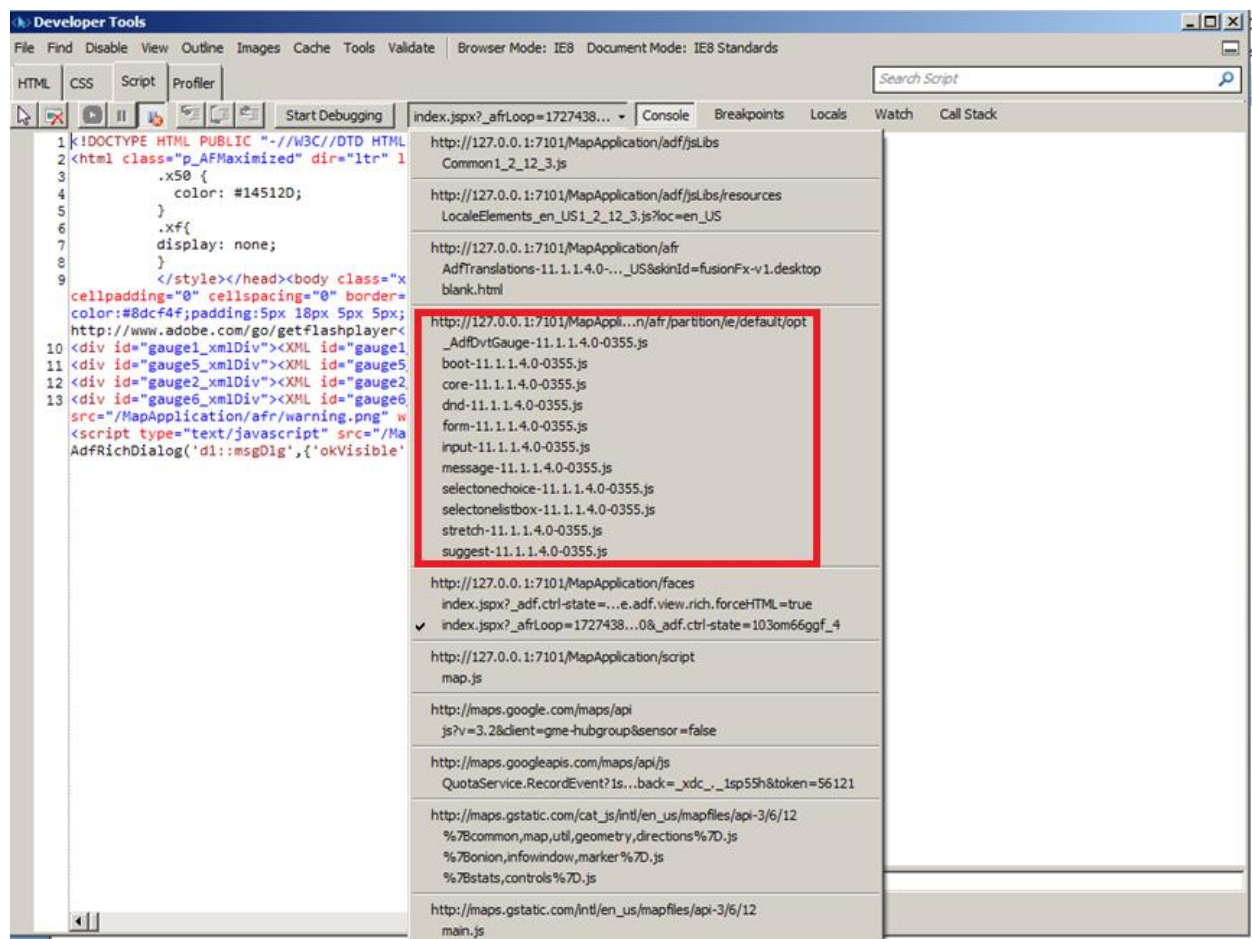 Developer Tools
File Find Disable View Outline Images Cache Tools Validate Browser Mode: IE8 Document Mode: IE8 Standards
HTML CSS Script Profiler Search Script
Start Debugging index.jspx?_afrLoop=1727438... Console Breakpoints Locals Watch Call Stack
1 <!DOCTYPE HTML PUBLIC "-//W3C//DTD HTML
2 <html class="p_AFMaximized" dir="ltr" l
3 .x50 {
4 color: #14512D;
5 }
6 .xf{
7 display: none;
8 }
9 </style></head><body class="x
cellpadding="0" cellspacing="0" border=
color:#8dcf4f;padding:5px 18px 5px 5px;
http://www.adobe.com/go/getflashplayer<
10 <div id="gauge1_xmlDiv"><XML id="gauge1_
11 <div id="gauge5_xmlDiv"><XML id="gauge5_
12 <div id="gauge2_xmlDiv"><XML id="gauge2_
13 <div id="gauge6_xmlDiv"><XML id="gauge6_
src="/MapApplication/afr/warning.png" w
<script type="text/javascript" src="/Ma
AdfRichDialog('d1::msgDlg',{'okVisible'
http://127.0.0.1:7101/MapApplication/adf/jsLibs
Common1_2_12_3.js
http://127.0.0.1:7101/MapApplication/adf/jsLibs/resources
LocaleElements_en_US1_2_12_3.js?loc=en_US
http://127.0.0.1:7101/MapApplication/afr
AdfTranslations-11.1.1.4.0-..._US&skinId=fusionFx-v1.desktop
blank.html
http://127.0.0.1:7101/MapAppli...n/afr/partition/ie/default/opt
_AdfDvtGauge-11.1.1.4.0-0355.js
boot-11.1.1.4.0-0355.js
core-11.1.1.4.0-0355.js
dnd-11.1.1.4.0-0355.js
form-11.1.1.4.0-0355.js
input-11.1.1.4.0-0355.js
message-11.1.1.4.0-0355.js
selectonechoice-11.1.1.4.0-0355.js
selectonelistbox-11.1.1.4.0-0355.js
stretch-11.1.1.4.0-0355.js
suggest-11.1.1.4.0-0355.js
http://127.0.0.1:7101/MapApplication/faces
index.jspx?_adf.ctrl-state=...e.adf.view.rich.forceHTML=true
✓ index.jspx?_afrLoop=1727438...0&_adf.ctrl-state=103om66ggf_4
http://127.0.0.1:7101/MapApplication/script
map.js
http://maps.google.com/maps/api
js?v=3.2&client=gme-hubgroup&sensor=false
http://maps.googleapis.com/maps/api/js
QuotaService.RecordEvent?1s...back=_xdc_._1sp55h&token=56121
http://maps.gstatic.com/cat_js/intl/en_us/mapfiles/api-3/6/12
%7Bcommon,map,util,geometry,directions%7D.js
%7Bonion,infowindow,marker%7D.js
%7Bstats,controls%7D.js
http://maps.gstatic.com/intl/en_us/mapfiles/api-3/6/12
main.js